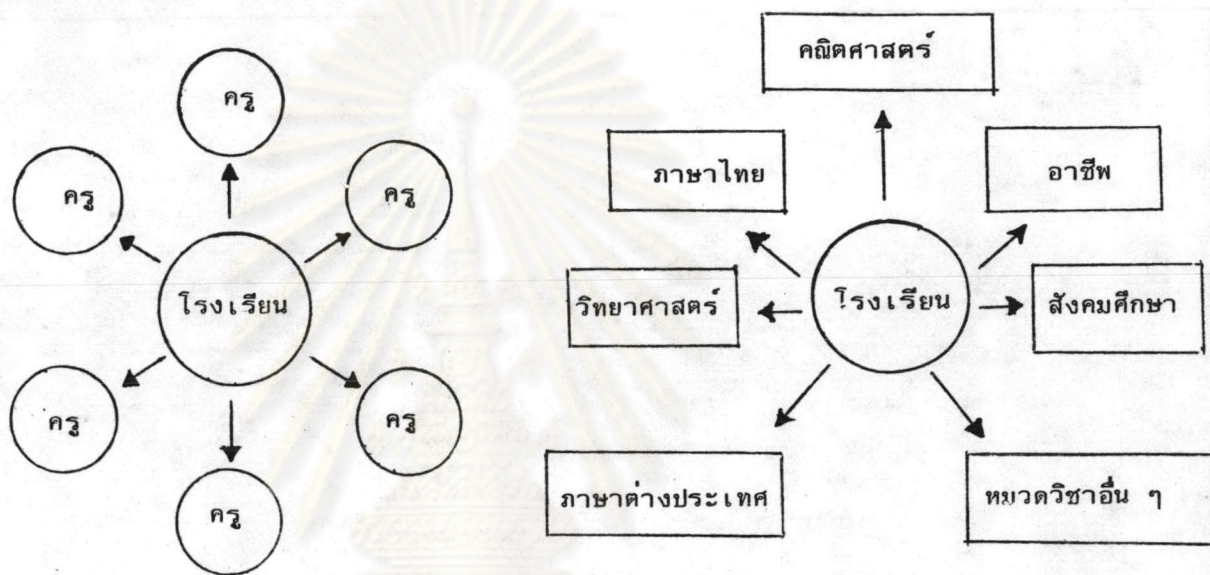 ครู
ครู
ครู
โรงเรียน
ครู
ครู
ครู
คณิตศาสตร์
ภาษาไทย
อาชีพ
วิทยาศาสตร์
โรงเรียน
สังคมศึกษา
ภาษาต่างประเทศ
หมวดวิชาอื่น ๆ